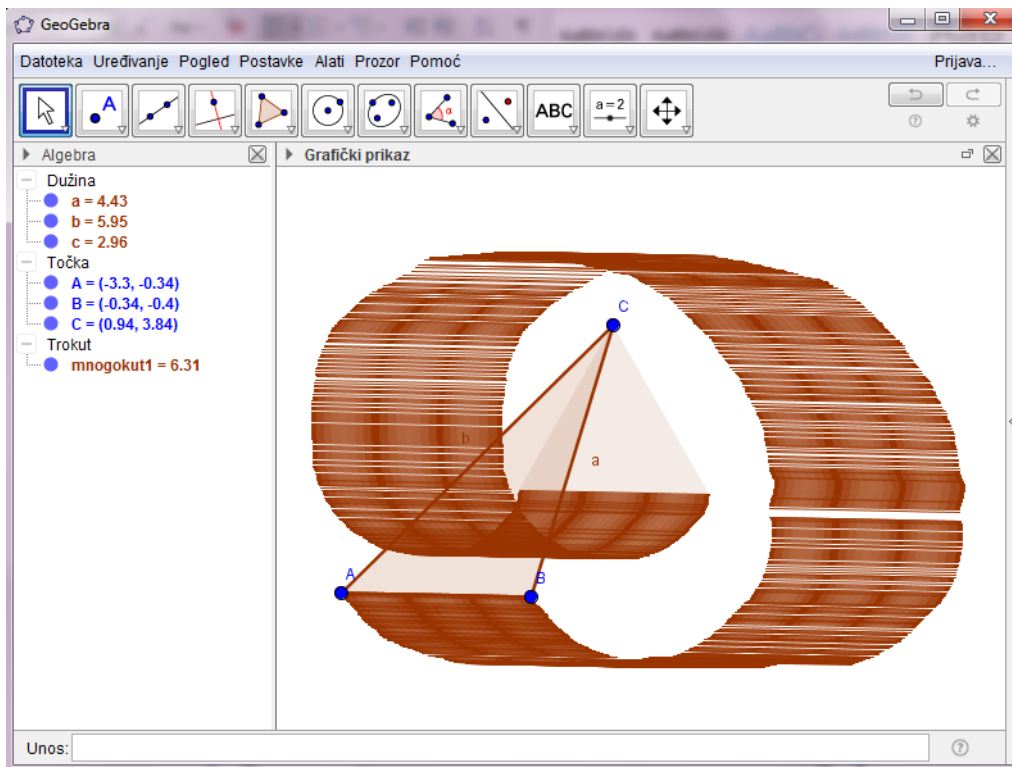 GeoGebra
Datoteka Uređivanje Pogled Postavke Alati Prozor Pomoć Prijava...
A α ABC a = 2
Algebra
Grafički prikaz
Dužina
a = 4.43
b = 5.95
c = 2.96
Točka
A = (-3.3, -0.34)
B = (-0.34, -0.4)
C = (0.94, 3.84)
Trokut
mnogokut1 = 6.31
C
b
a
A
B
Unos: